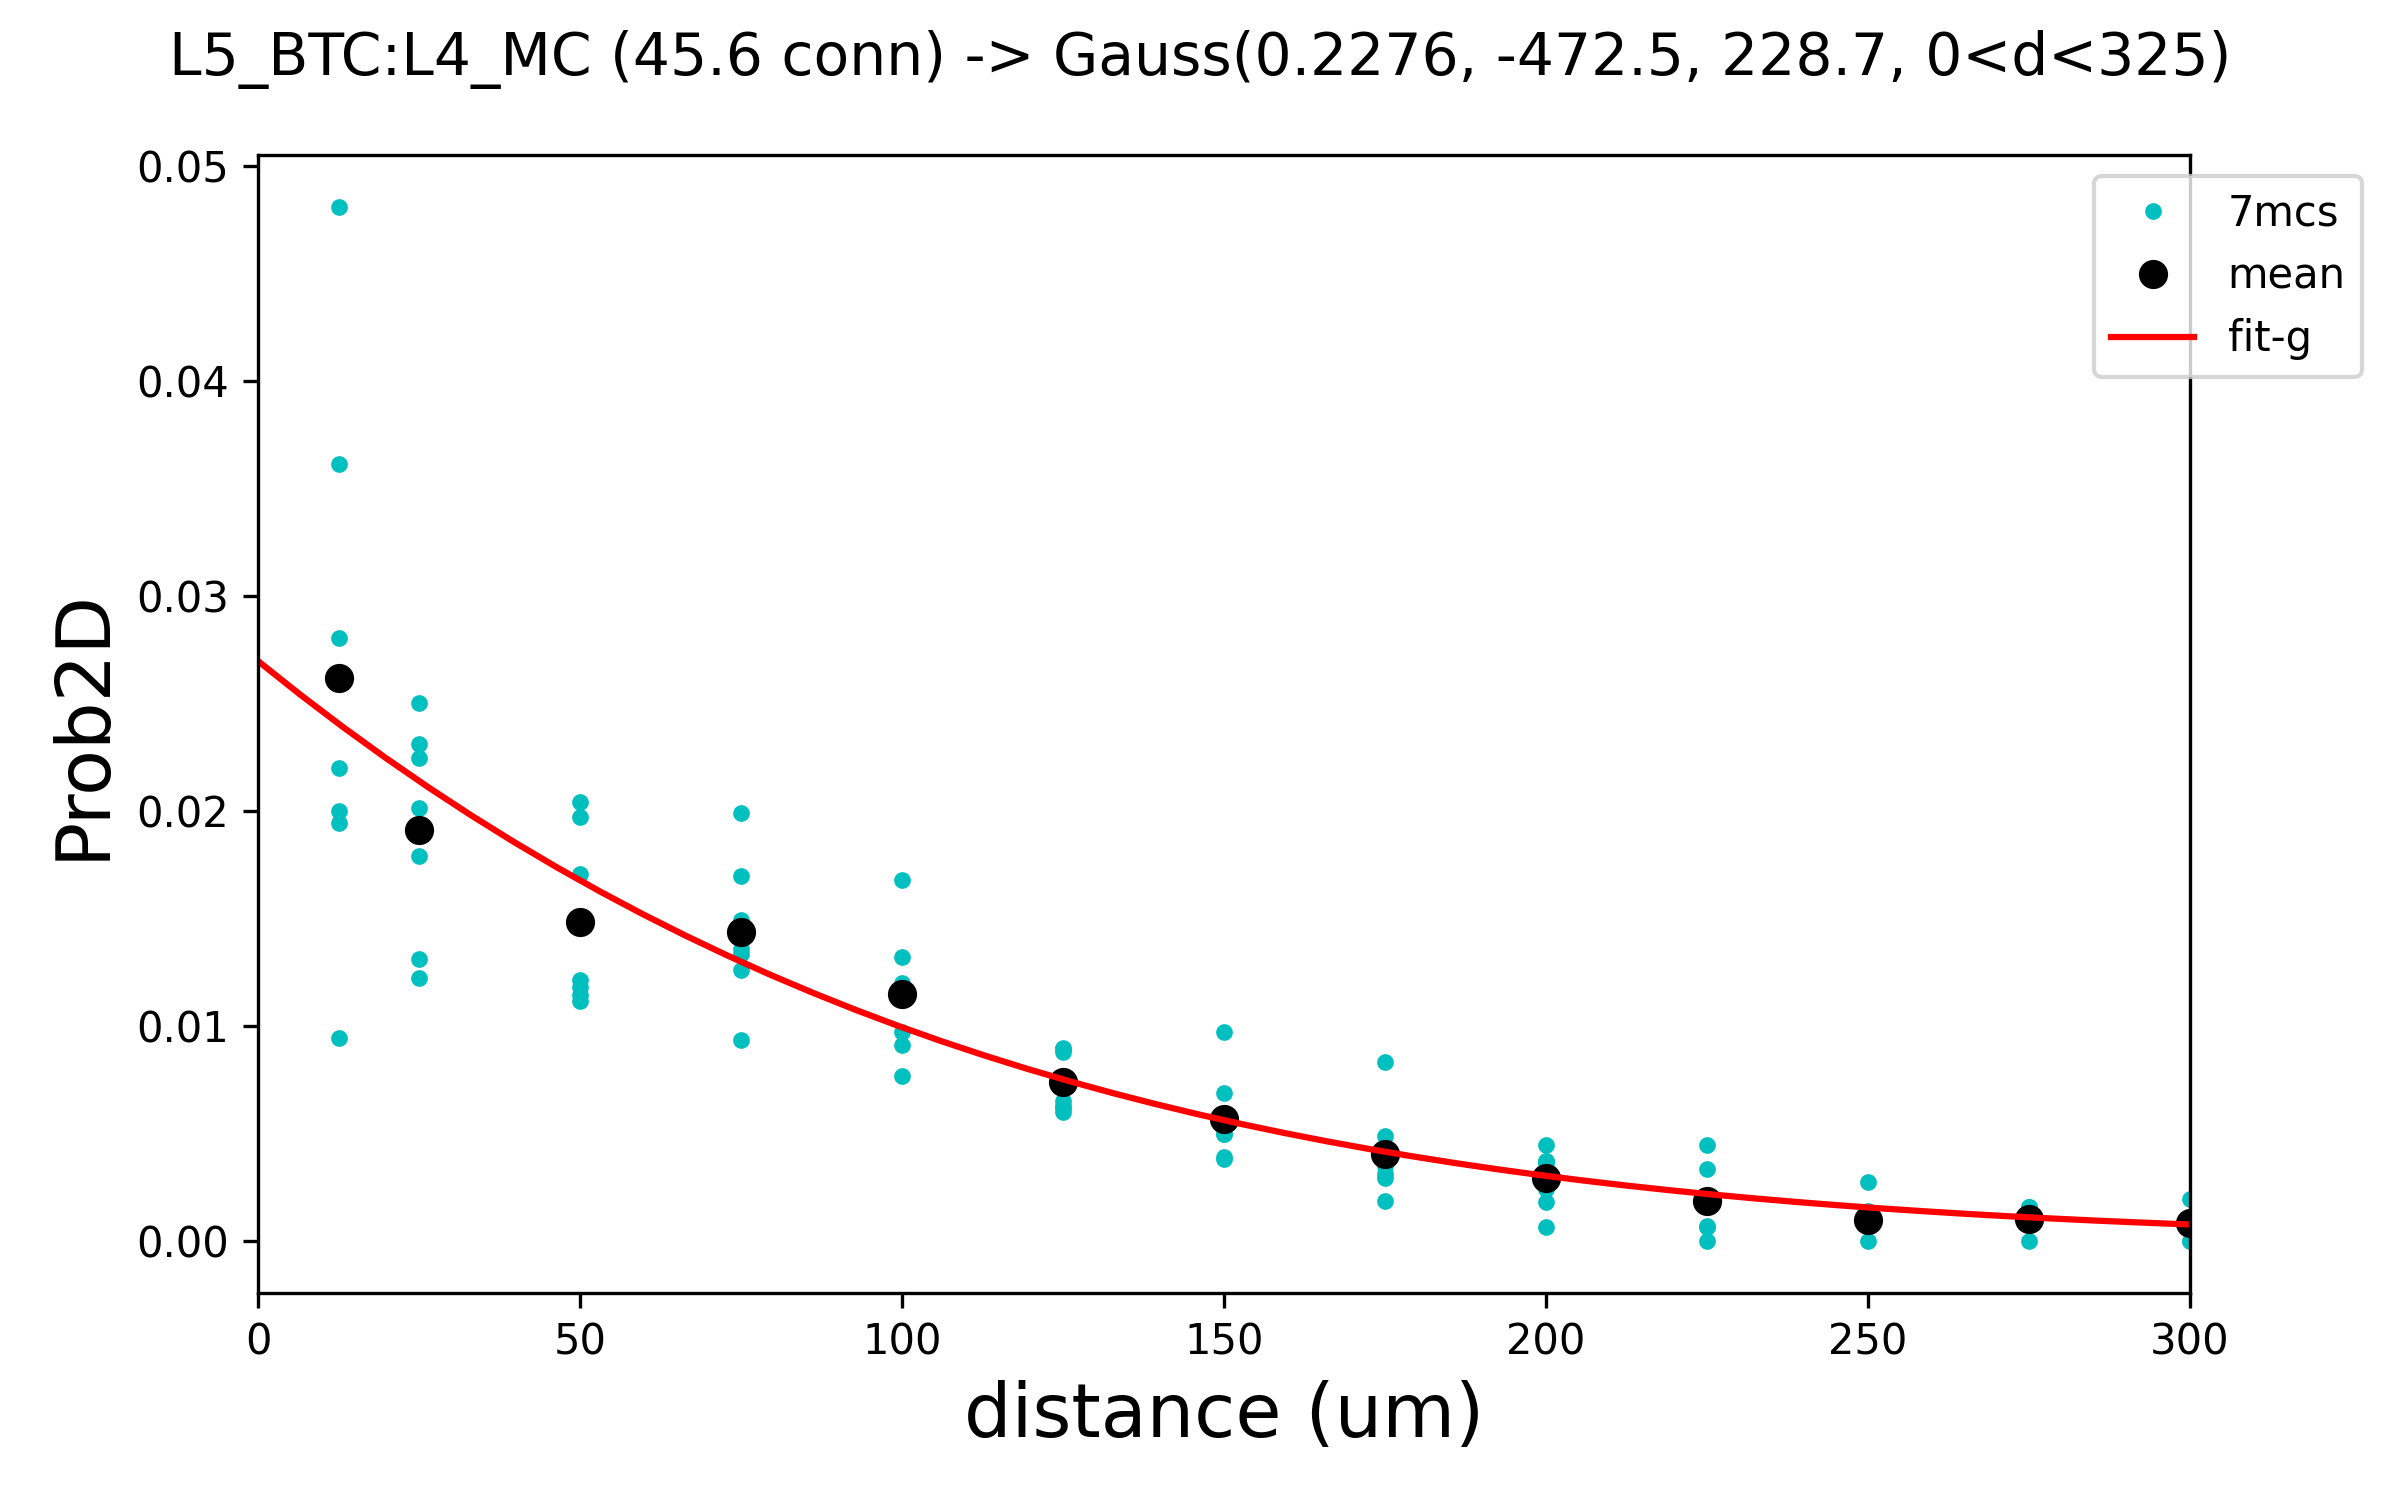 L5_BTC:L4_MC (45.6 conn) -> Gauss(0.2276, -472.5, 228.7, 0<d<325)
0.05
0.04
0.03
0.02
0.01
0.00
Prob2D
7mcs
mean
fit-g
0 50 100 150 200 250 300
distance (um)